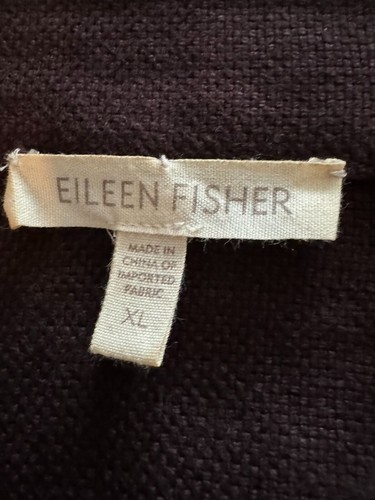 EILEEN FISHER
MADE IN
CHINA OF
IMPORTED
FABRIC
XL